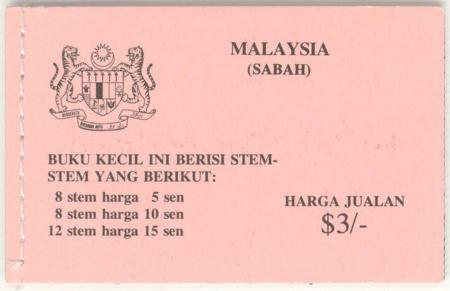 MALAYSIA
(SABAH)
BUKU KECIL INI BERISI STEM-
STEM YANG BERIKUT:
8 stem harga 5 sen
8 stem harga 10 sen
12 stem harga 15 sen
HARGA JUALAN
$3/-